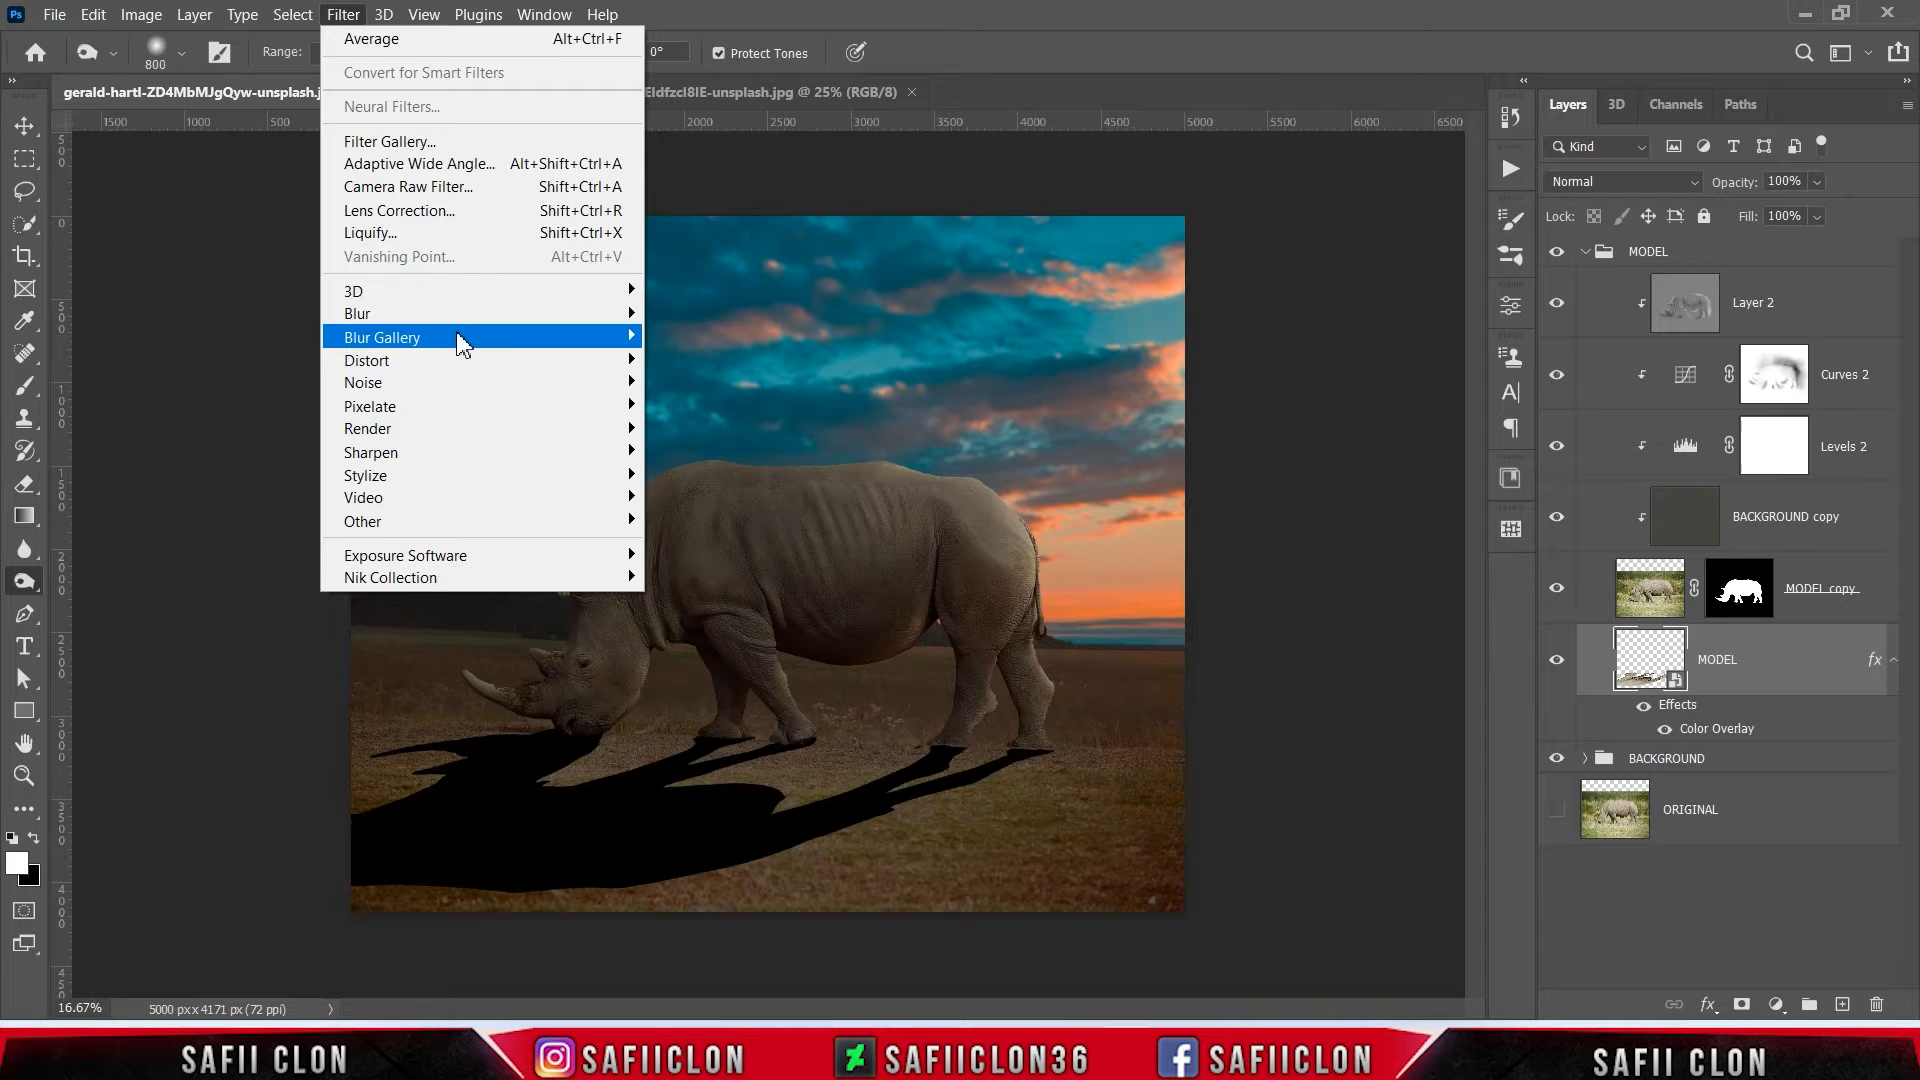 Ps File Edit Image Layer Type Select Filter 3D View Plugins Window Help
800 Range: 0° Protect Tones
gerald-hartl-ZD4MbMJgQyw-unsplash.j EIdfzcl8IE-unsplash.jpg @ 25% (RGB/8)
1500 1000 500 2000 2500 3000 3500 4000 4500 5000 5500 6000 6500
Average Alt+Ctrl+F
Convert for Smart Filters
Neural Filters...
Filter Gallery...
Adaptive Wide Angle... Alt+Shift+Ctrl+A
Camera Raw Filter... Shift+Ctrl+A
Lens Correction... Shift+Ctrl+R
Liquify... Shift+Ctrl+X
Vanishing Point... Alt+Ctrl+V
3D
Blur
Blur Gallery
Distort
Noise
Pixelate
Render
Sharpen
Stylize
Video
Other
Exposure Software
Nik Collection
Layers 3D Channels Paths
Kind
Normal Opacity: 100%
Lock: Fill: 100%
MODEL
Layer 2
Curves 2
Levels 2
BACKGROUND copy
MODEL copy
MODEL fx
Effects
Color Overlay
BACKGROUND
ORIGINAL
16.67% 5000 px x 4171 px (72 ppi)
SAFII CLON SAFIICLON SAFIICLON36 SAFIICLON SAFII CLON